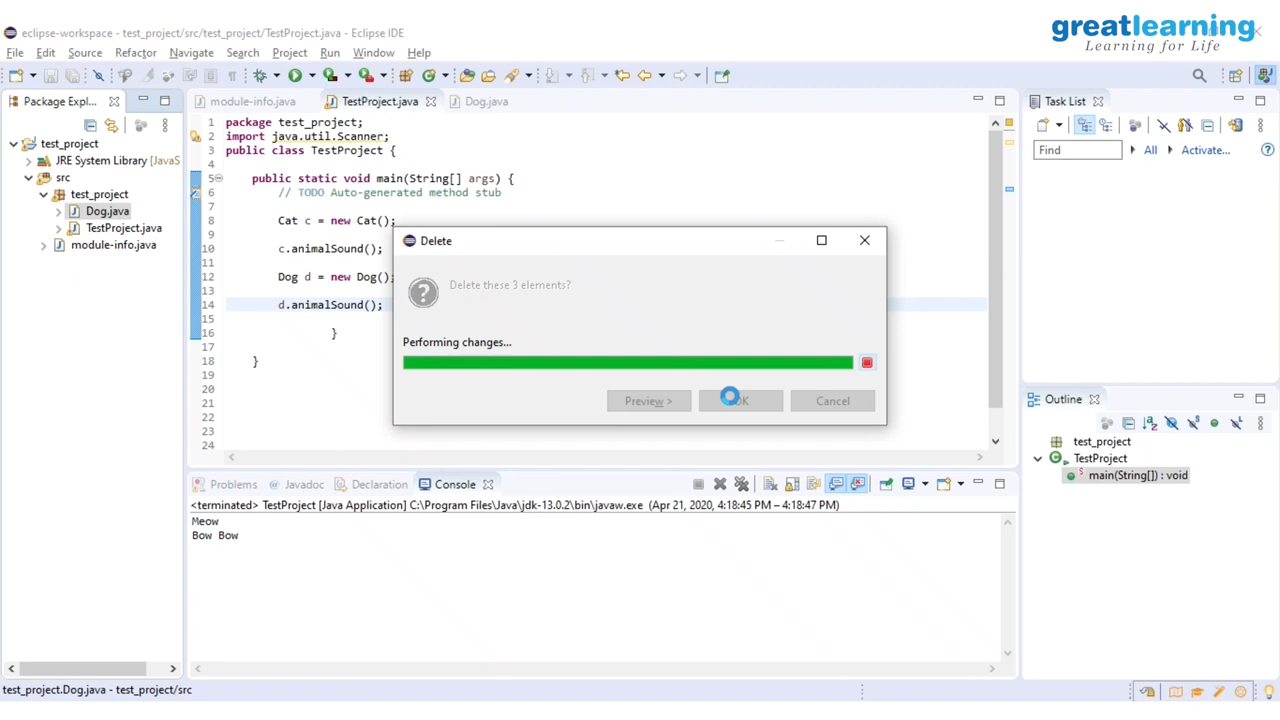 eclipse-workspace - test_project/src/test_project/TestProject.java - Eclipse IDE
greatlearning
Learning for Life
File Edit Source Refactor Navigate Search Project Run Window Help
Package Expl...
module-info.java
TestProject.java
Dog.java
Task List
Find
All
Activate...
test_project
JRE System Library [JavaS
src
test_project
Dog.java
TestProject.java
module-info.java
1 package test_project;
2 import java.util.Scanner;
3 public class TestProject {
4
5 public static void main(String[] args) {
6 // TODO Auto-generated method stub
7
8 Cat c = new Cat();
9
10 c.animalSound();
11
12 Dog d = new Dog();
13
14 d.animalSound();
15
16 }
17
18 }
19
20
21
22
23
24
Delete
Delete these 3 elements?
Performing changes...
Preview >
OK
Cancel
Outline
test_project
TestProject
main(String[]) : void
Problems
Javadoc
Declaration
Console
<terminated> TestProject [Java Application] C:\Program Files\Java\jdk-13.0.2\bin\javaw.exe (Apr 21, 2020, 4:18:45 PM – 4:18:47 PM)
Meow
Bow Bow
test_project.Dog.java - test_project/src